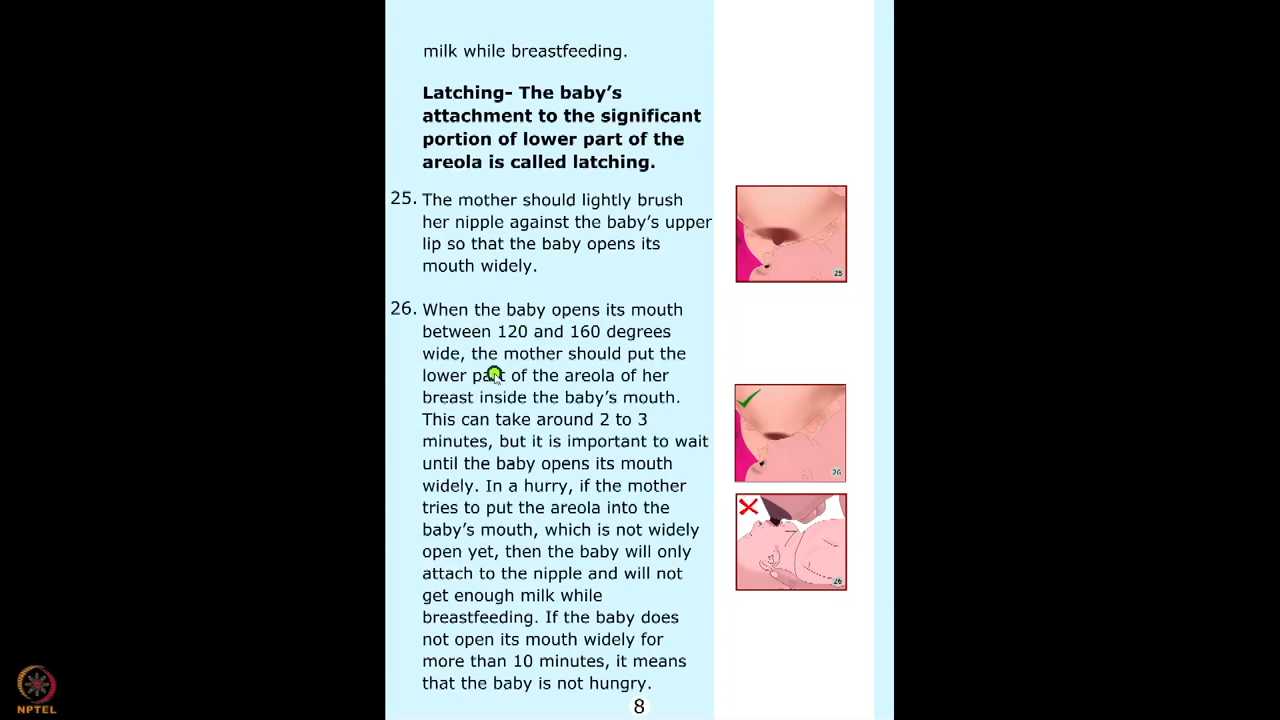 milk while breastfeeding.
Latching- The baby's
attachment to the significant
portion of lower part of the
areola is called latching.
25. The mother should lightly brush
her nipple against the baby's upper
lip so that the baby opens its
mouth widely.
25
26. When the baby opens its mouth
between 120 and 160 degrees
wide, the mother should put the
lower part of the areola of her
breast inside the baby's mouth.
This can take around 2 to 3
minutes, but it is important to wait
until the baby opens its mouth
widely. In a hurry, if the mother
tries to put the areola into the
baby's mouth, which is not widely
open yet, then the baby will only
attach to the nipple and will not
get enough milk while
breastfeeding. If the baby does
not open its mouth widely for
more than 10 minutes, it means
that the baby is not hungry.
26
26
8
NPTEL